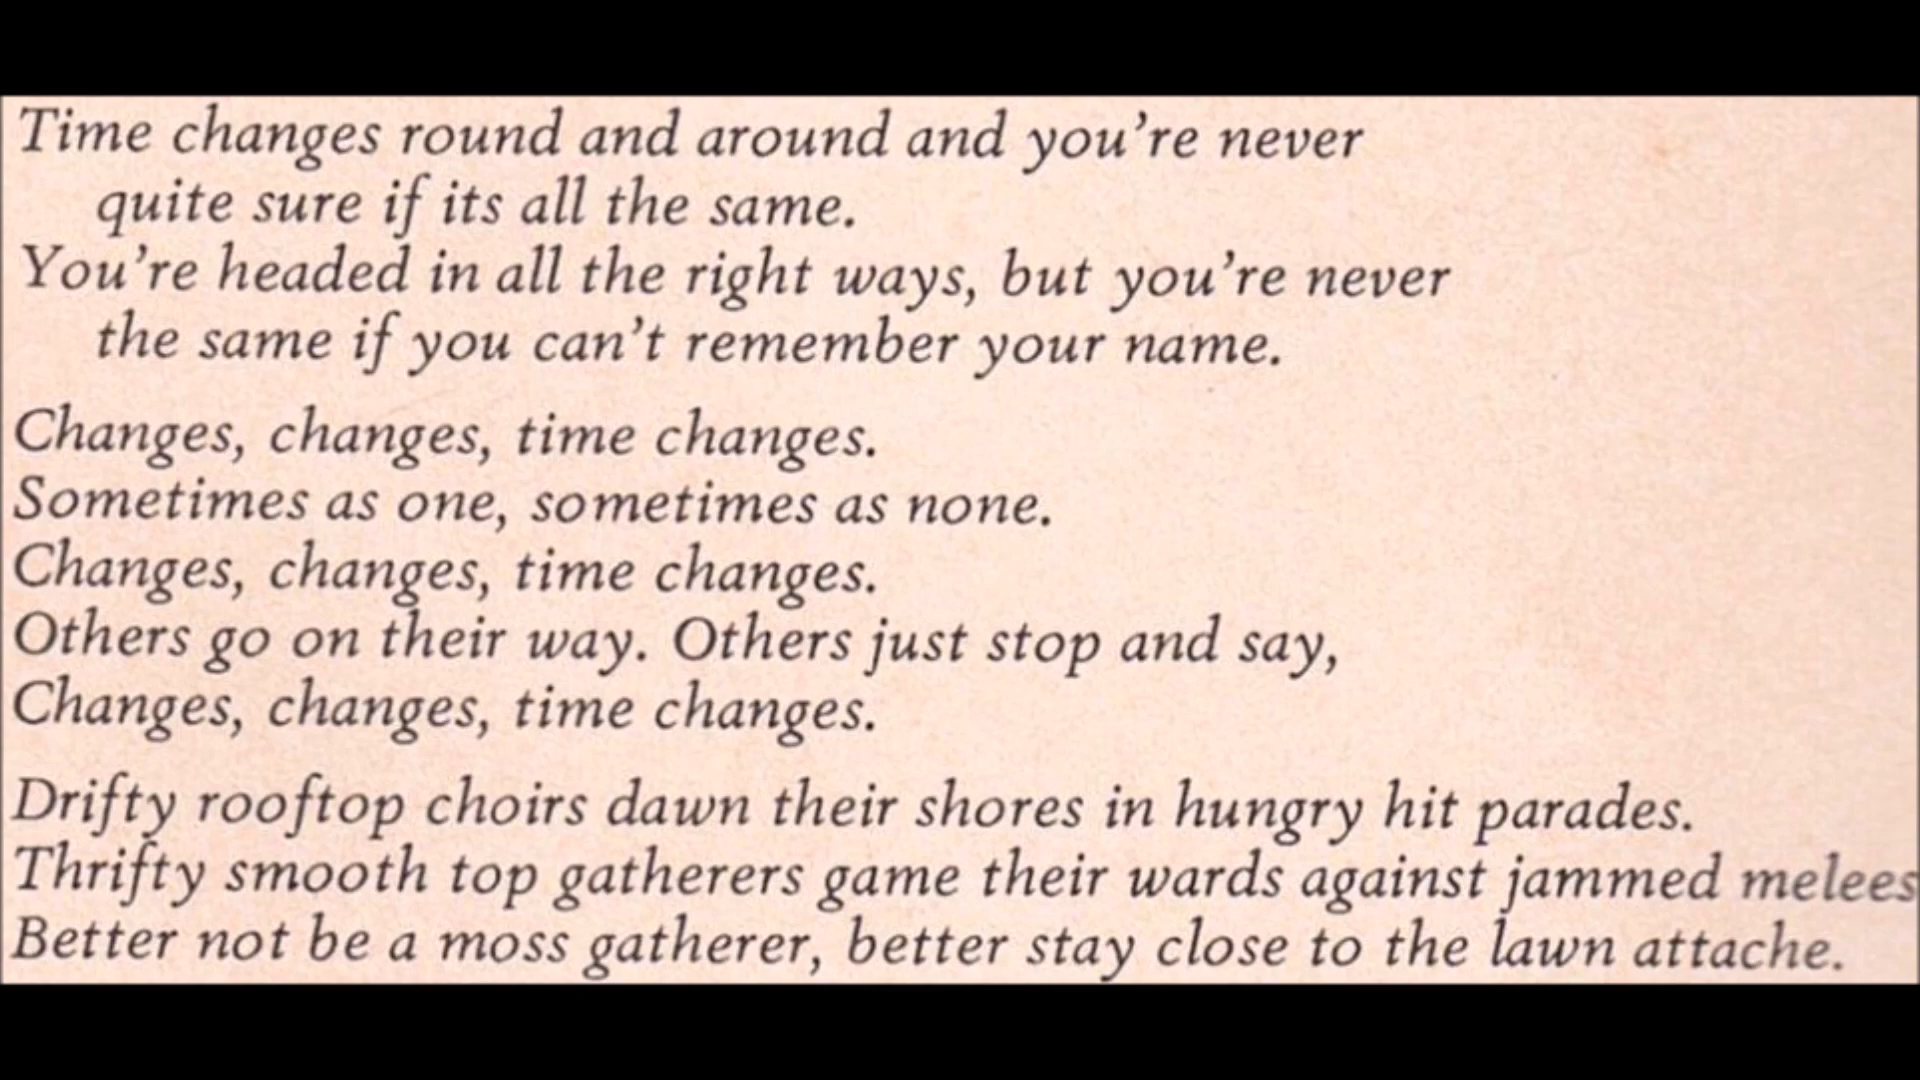 Time changes round and around and you're never
quite sure if its all the same.
You're headed in all the right ways, but you're never
the same if you can't remember your name.
Changes, changes, time changes.
Sometimes as one, sometimes as none.
Changes, changes, time changes.
Others go on their way. Others just stop and say,
Changes, changes, time changes.
Drifty rooftop choirs dawn their shores in hungry hit parades.
Thrifty smooth top gatherers game their wards against jammed melees
Better not be a moss gatherer, better stay close to the lawn attache.